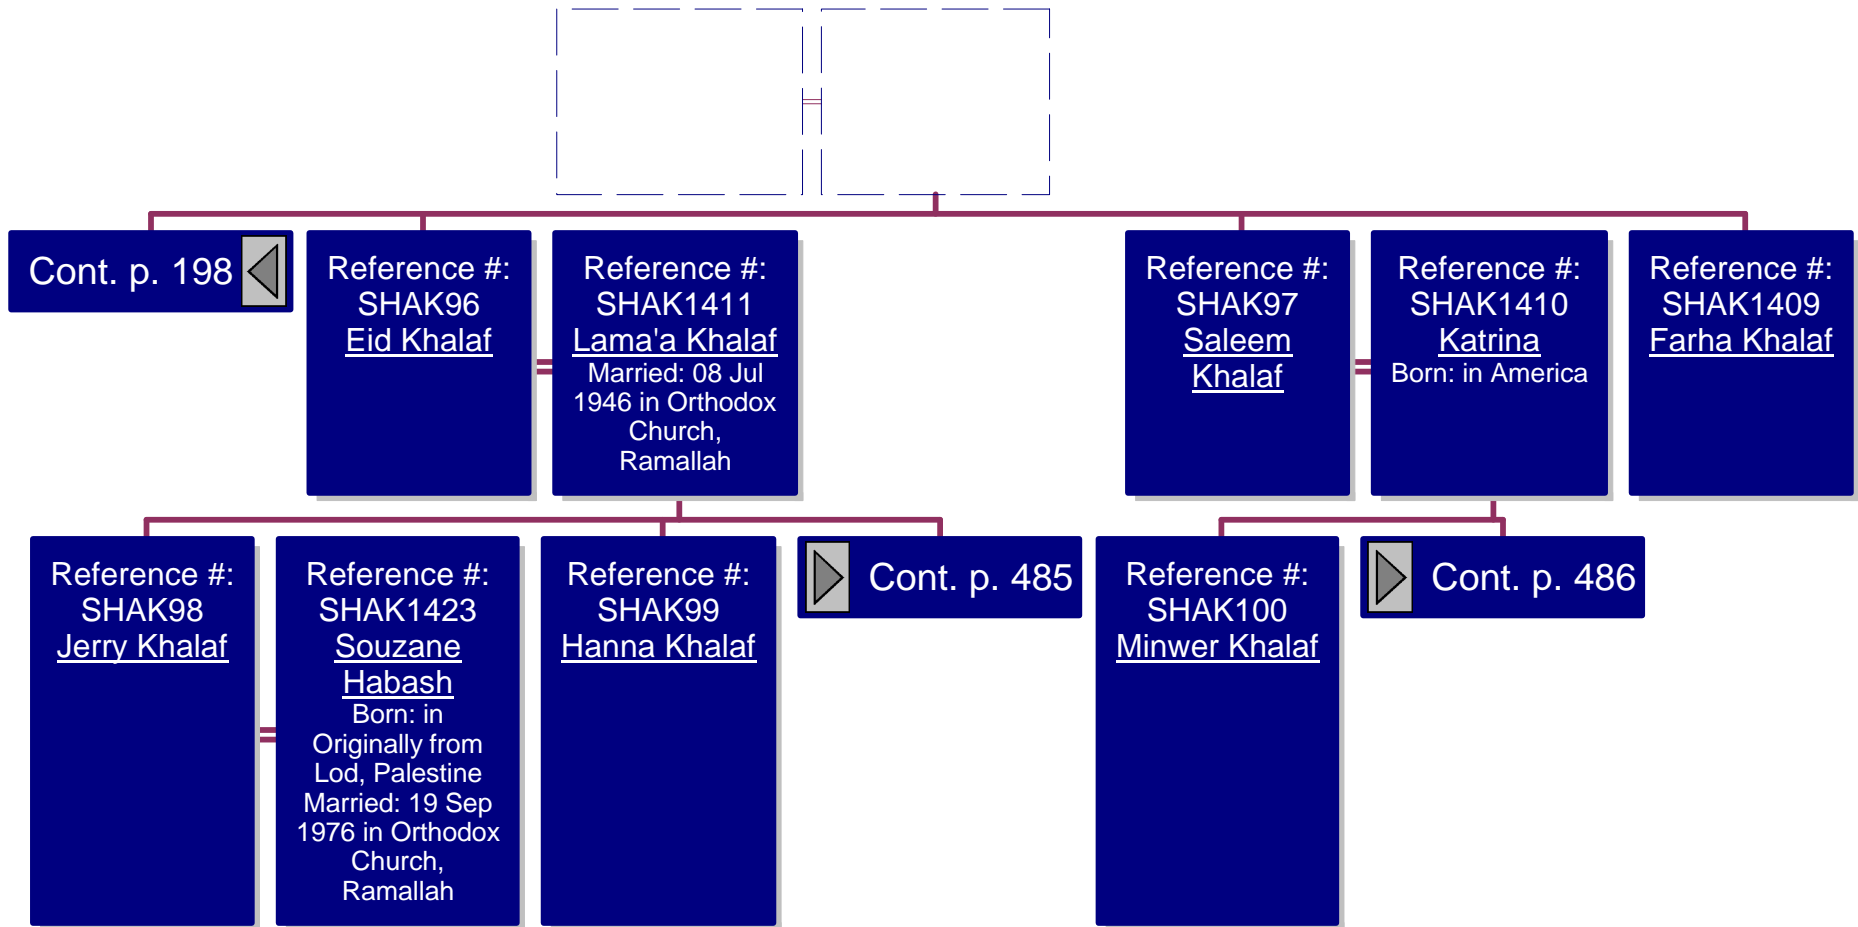 Cont. p. 198
Reference #:
SHAK96
Eid Khalaf
Reference #:
SHAK1411
Lama'a Khalaf
Married: 08 Jul
1946 in Orthodox
Church,
Ramallah
Reference #:
SHAK97
Saleem
Khalaf
Reference #:
SHAK1410
Katrina
Born: in America
Reference #:
SHAK1409
Farha Khalaf
Reference #:
SHAK98
Jerry Khalaf
Reference #:
SHAK1423
Souzane
Habash
Born: in
Originally from
Lod, Palestine
Married: 19 Sep
1976 in Orthodox
Church,
Ramallah
Reference #:
SHAK99
Hanna Khalaf
Cont. p. 485
Reference #:
SHAK100
Minwer Khalaf
Cont. p. 486